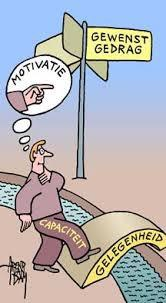 GEWENST
GEDRAG
MOTIVATIE
CAPACITEIT
GELEGENHEID